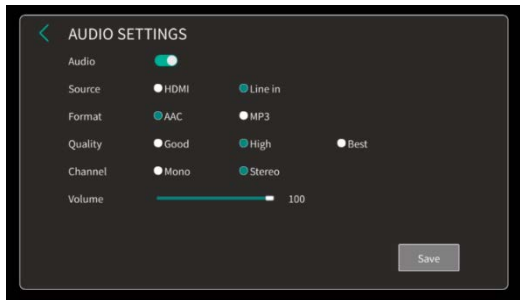 AUDIO SETTINGS
Audio
Source HDMI Line in
Format AAC MP3
Quality Good High Best
Channel Mono Stereo
Volume 100
Save